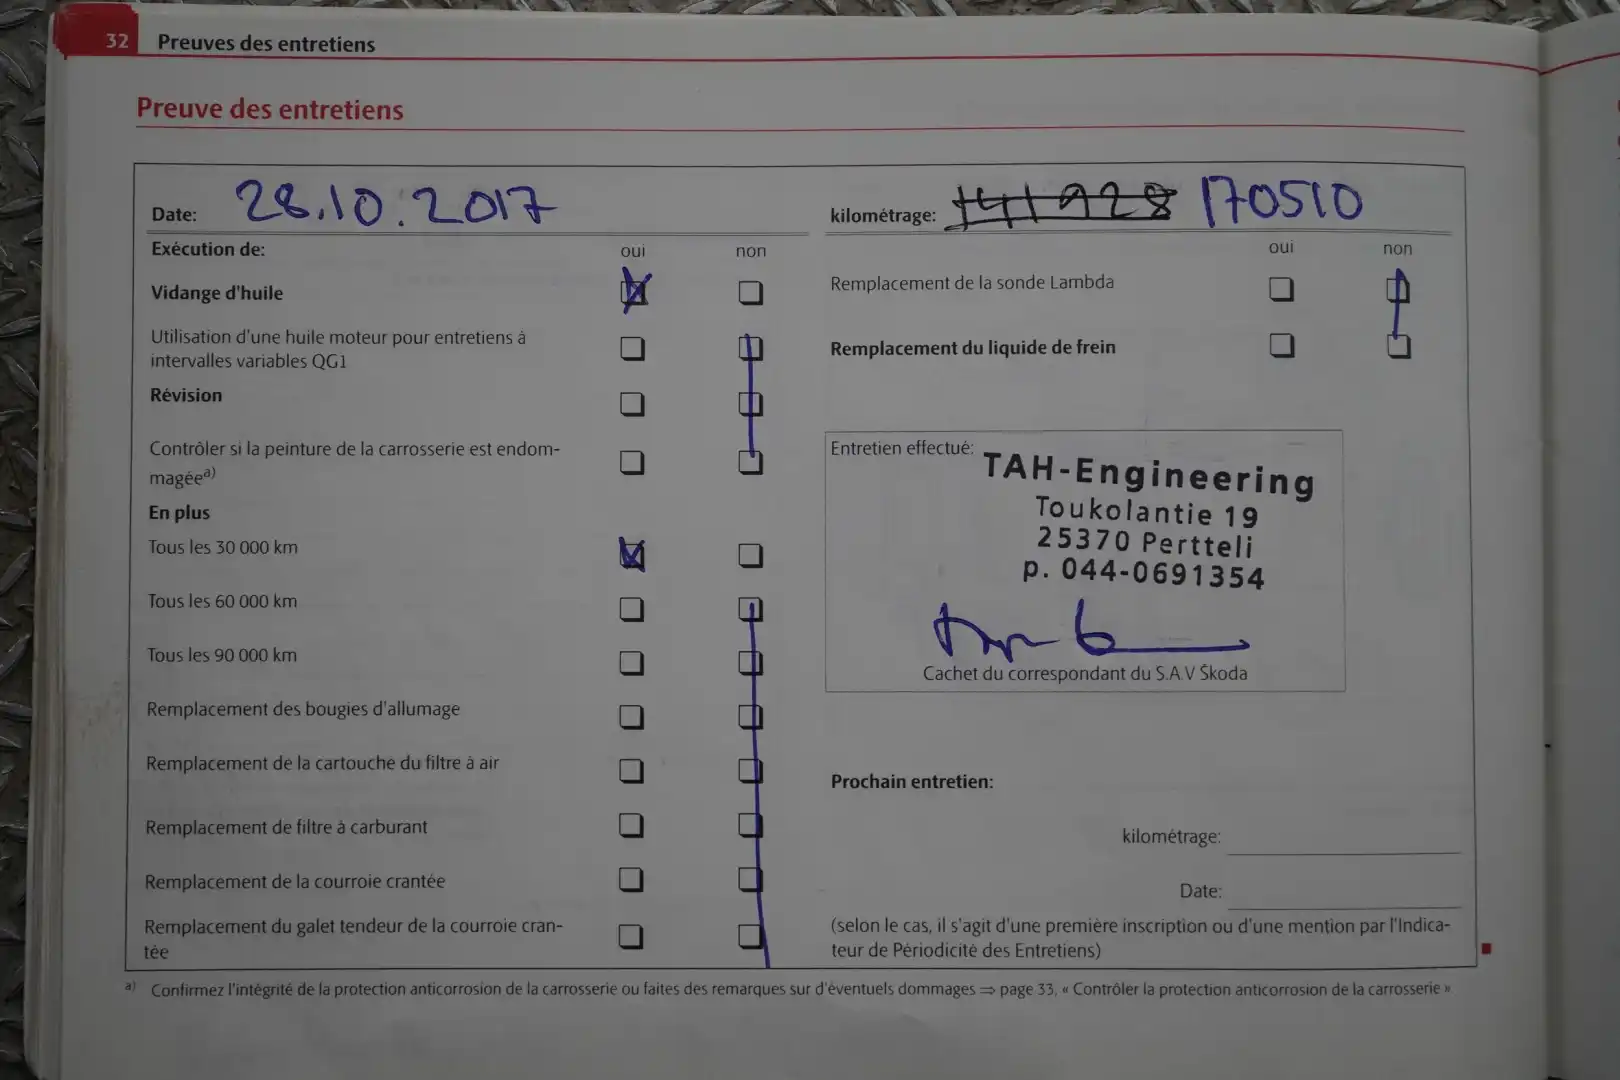 32 Preuves des entretiens
Preuve des entretiens
Date: 28.10.2017
kilométrage: 141928 170510
Exécution de:
oui non
Vidange d'huile
Utilisation d'une huile moteur pour entretiens à
intervalles variables QG1
Révision
Contrôler si la peinture de la carrosserie est endom-
magée a)
En plus
Tous les 30 000 km
Tous les 60 000 km
Tous les 90 000 km
Remplacement des bougies d'allumage
Remplacement de la cartouche du filtre à air
Remplacement de filtre à carburant
Remplacement de la courroie crantée
Remplacement du galet tendeur de la courroie cran-
tée
oui non
Remplacement de la sonde Lambda
Remplacement du liquide de frein
Entretien effectué:
TAH-Engineering
Toukolantie 19
25370 Pertteli
p. 044-0691354
Cachet du correspondant du S.A.V Škoda
Prochain entretien:
kilométrage:
Date:
(selon le cas, il s'agit d'une première inscription ou d'une mention par l'Indica-
teur de Périodicité des Entretiens)
a) Confirmez l'intégrité de la protection anticorrosion de la carrosserie ou faites des remarques sur d'éventuels dommages ⇒ page 33, « Contrôler la protection anticorrosion de la carrosserie ».